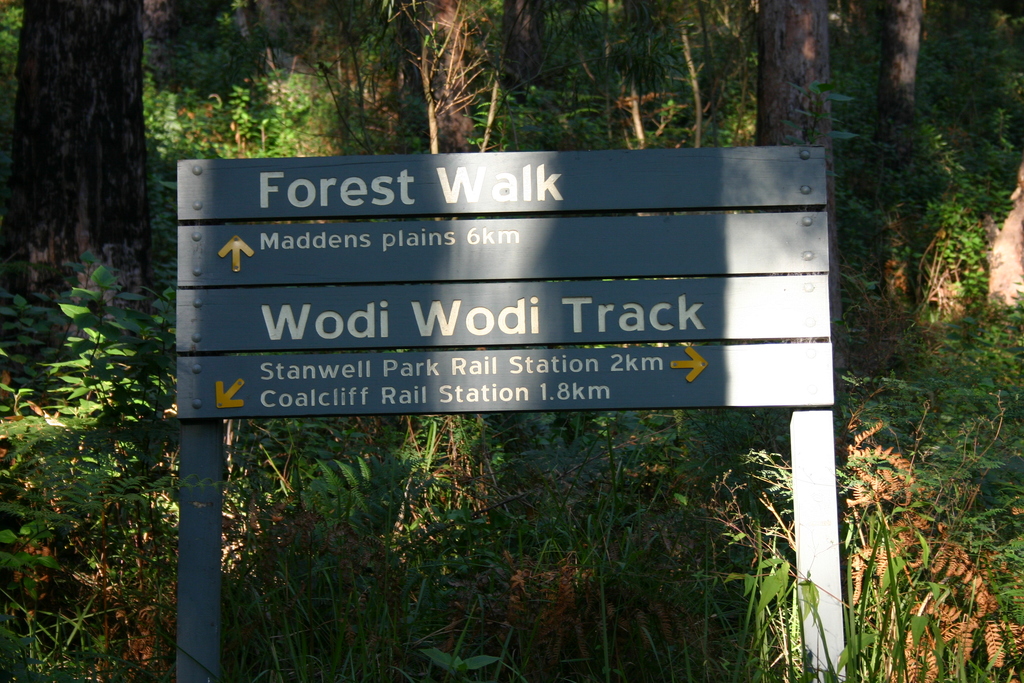 Forest Walk
Maddens plains 6km
Wodi Wodi Track
Stanwell Park Rail Station 2km
Coalcliff Rail Station 1.8km